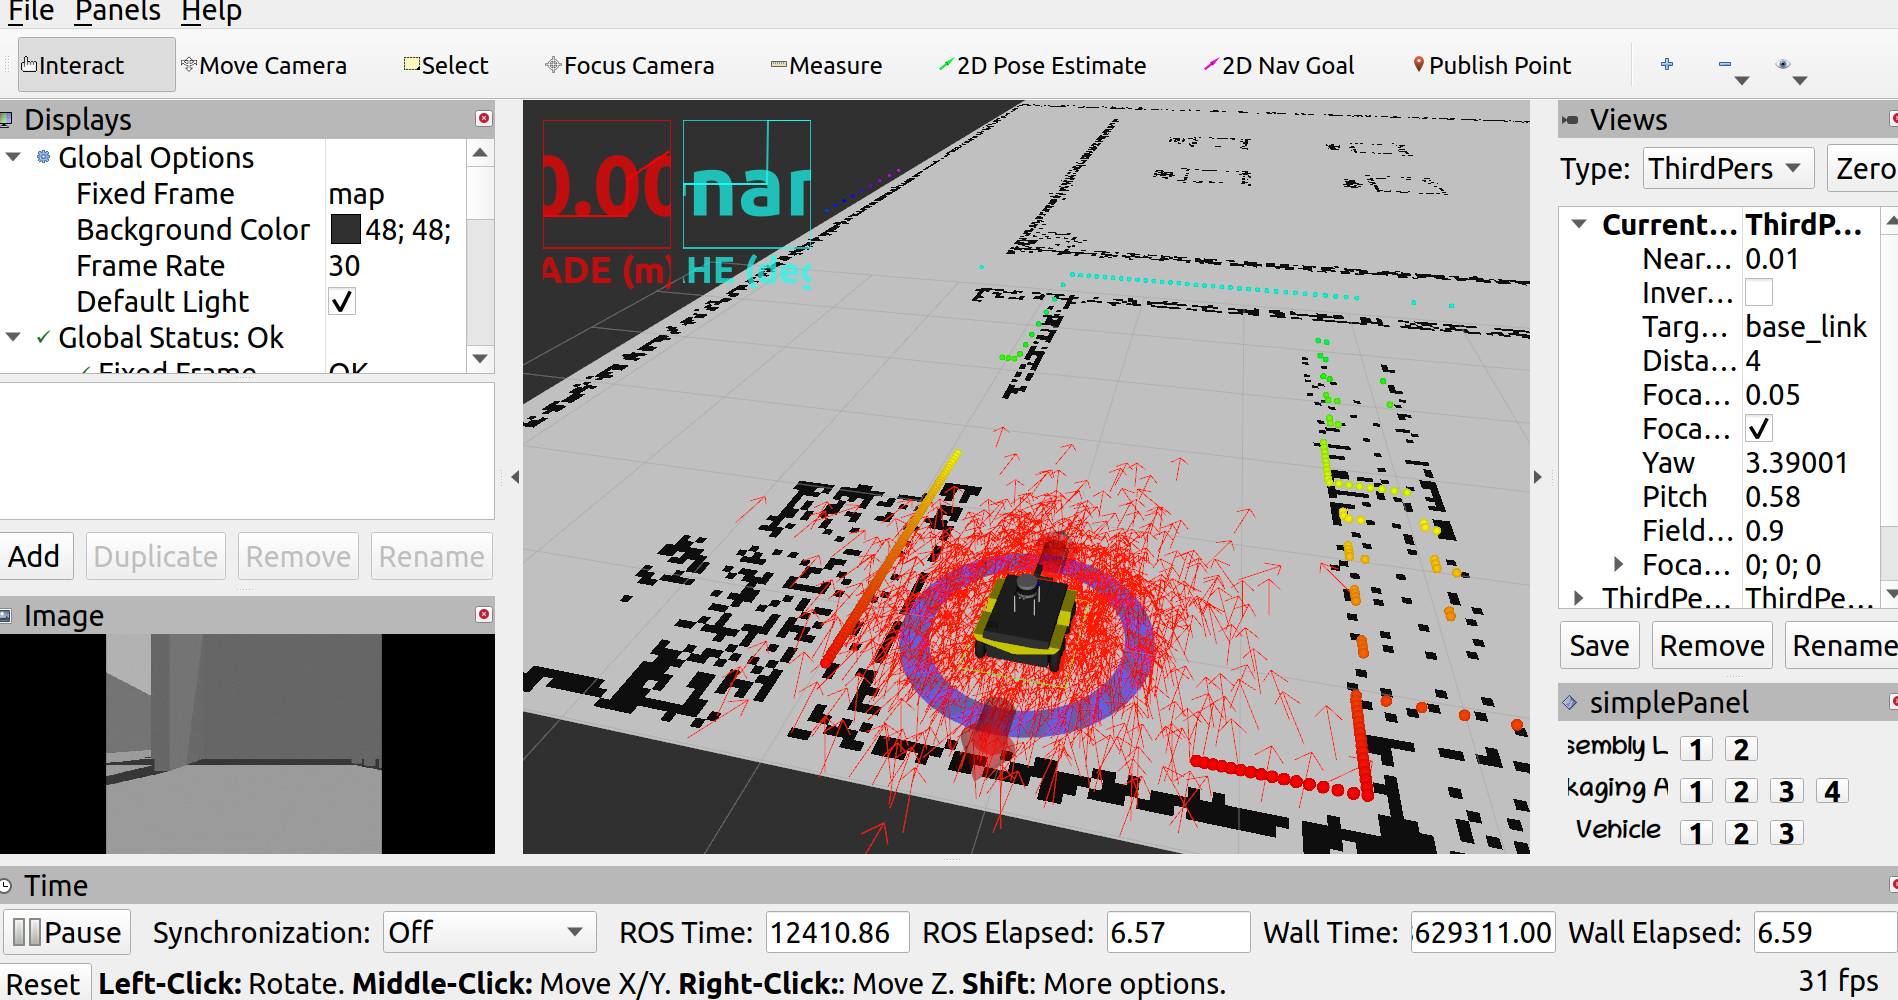 File Panels Help
Interact Move Camera Select Focus Camera Measure 2D Pose Estimate 2D Nav Goal Publish Point
Displays
Global Options
Fixed Frame map
Background Color 48; 48;
Frame Rate 30
Default Light
Global Status: Ok
Fixed Frame OK
Add Duplicate Remove Rename
Image
0.00
ADE (m)
nan
HE (deg
Views
Type: ThirdPers Zero
Current... ThirdP...
Near... 0.01
Inver...
Targ... base_link
Dista... 4
Foca... 0.05
Foca...
Yaw 3.39001
Pitch 0.58
Field... 0.9
Foca... 0; 0; 0
ThirdPe... ThirdPe...
Save Remove Rename
simplePanel
sembly L 1 2
kaging A 1 2 3 4
Vehicle 1 2 3
Time
Pause Synchronization: Off ROS Time: 12410.86 ROS Elapsed: 6.57 Wall Time: 629311.00 Wall Elapsed: 6.59
Reset Left-Click: Rotate. Middle-Click: Move X/Y. Right-Click:: Move Z. Shift: More options. 31 fps